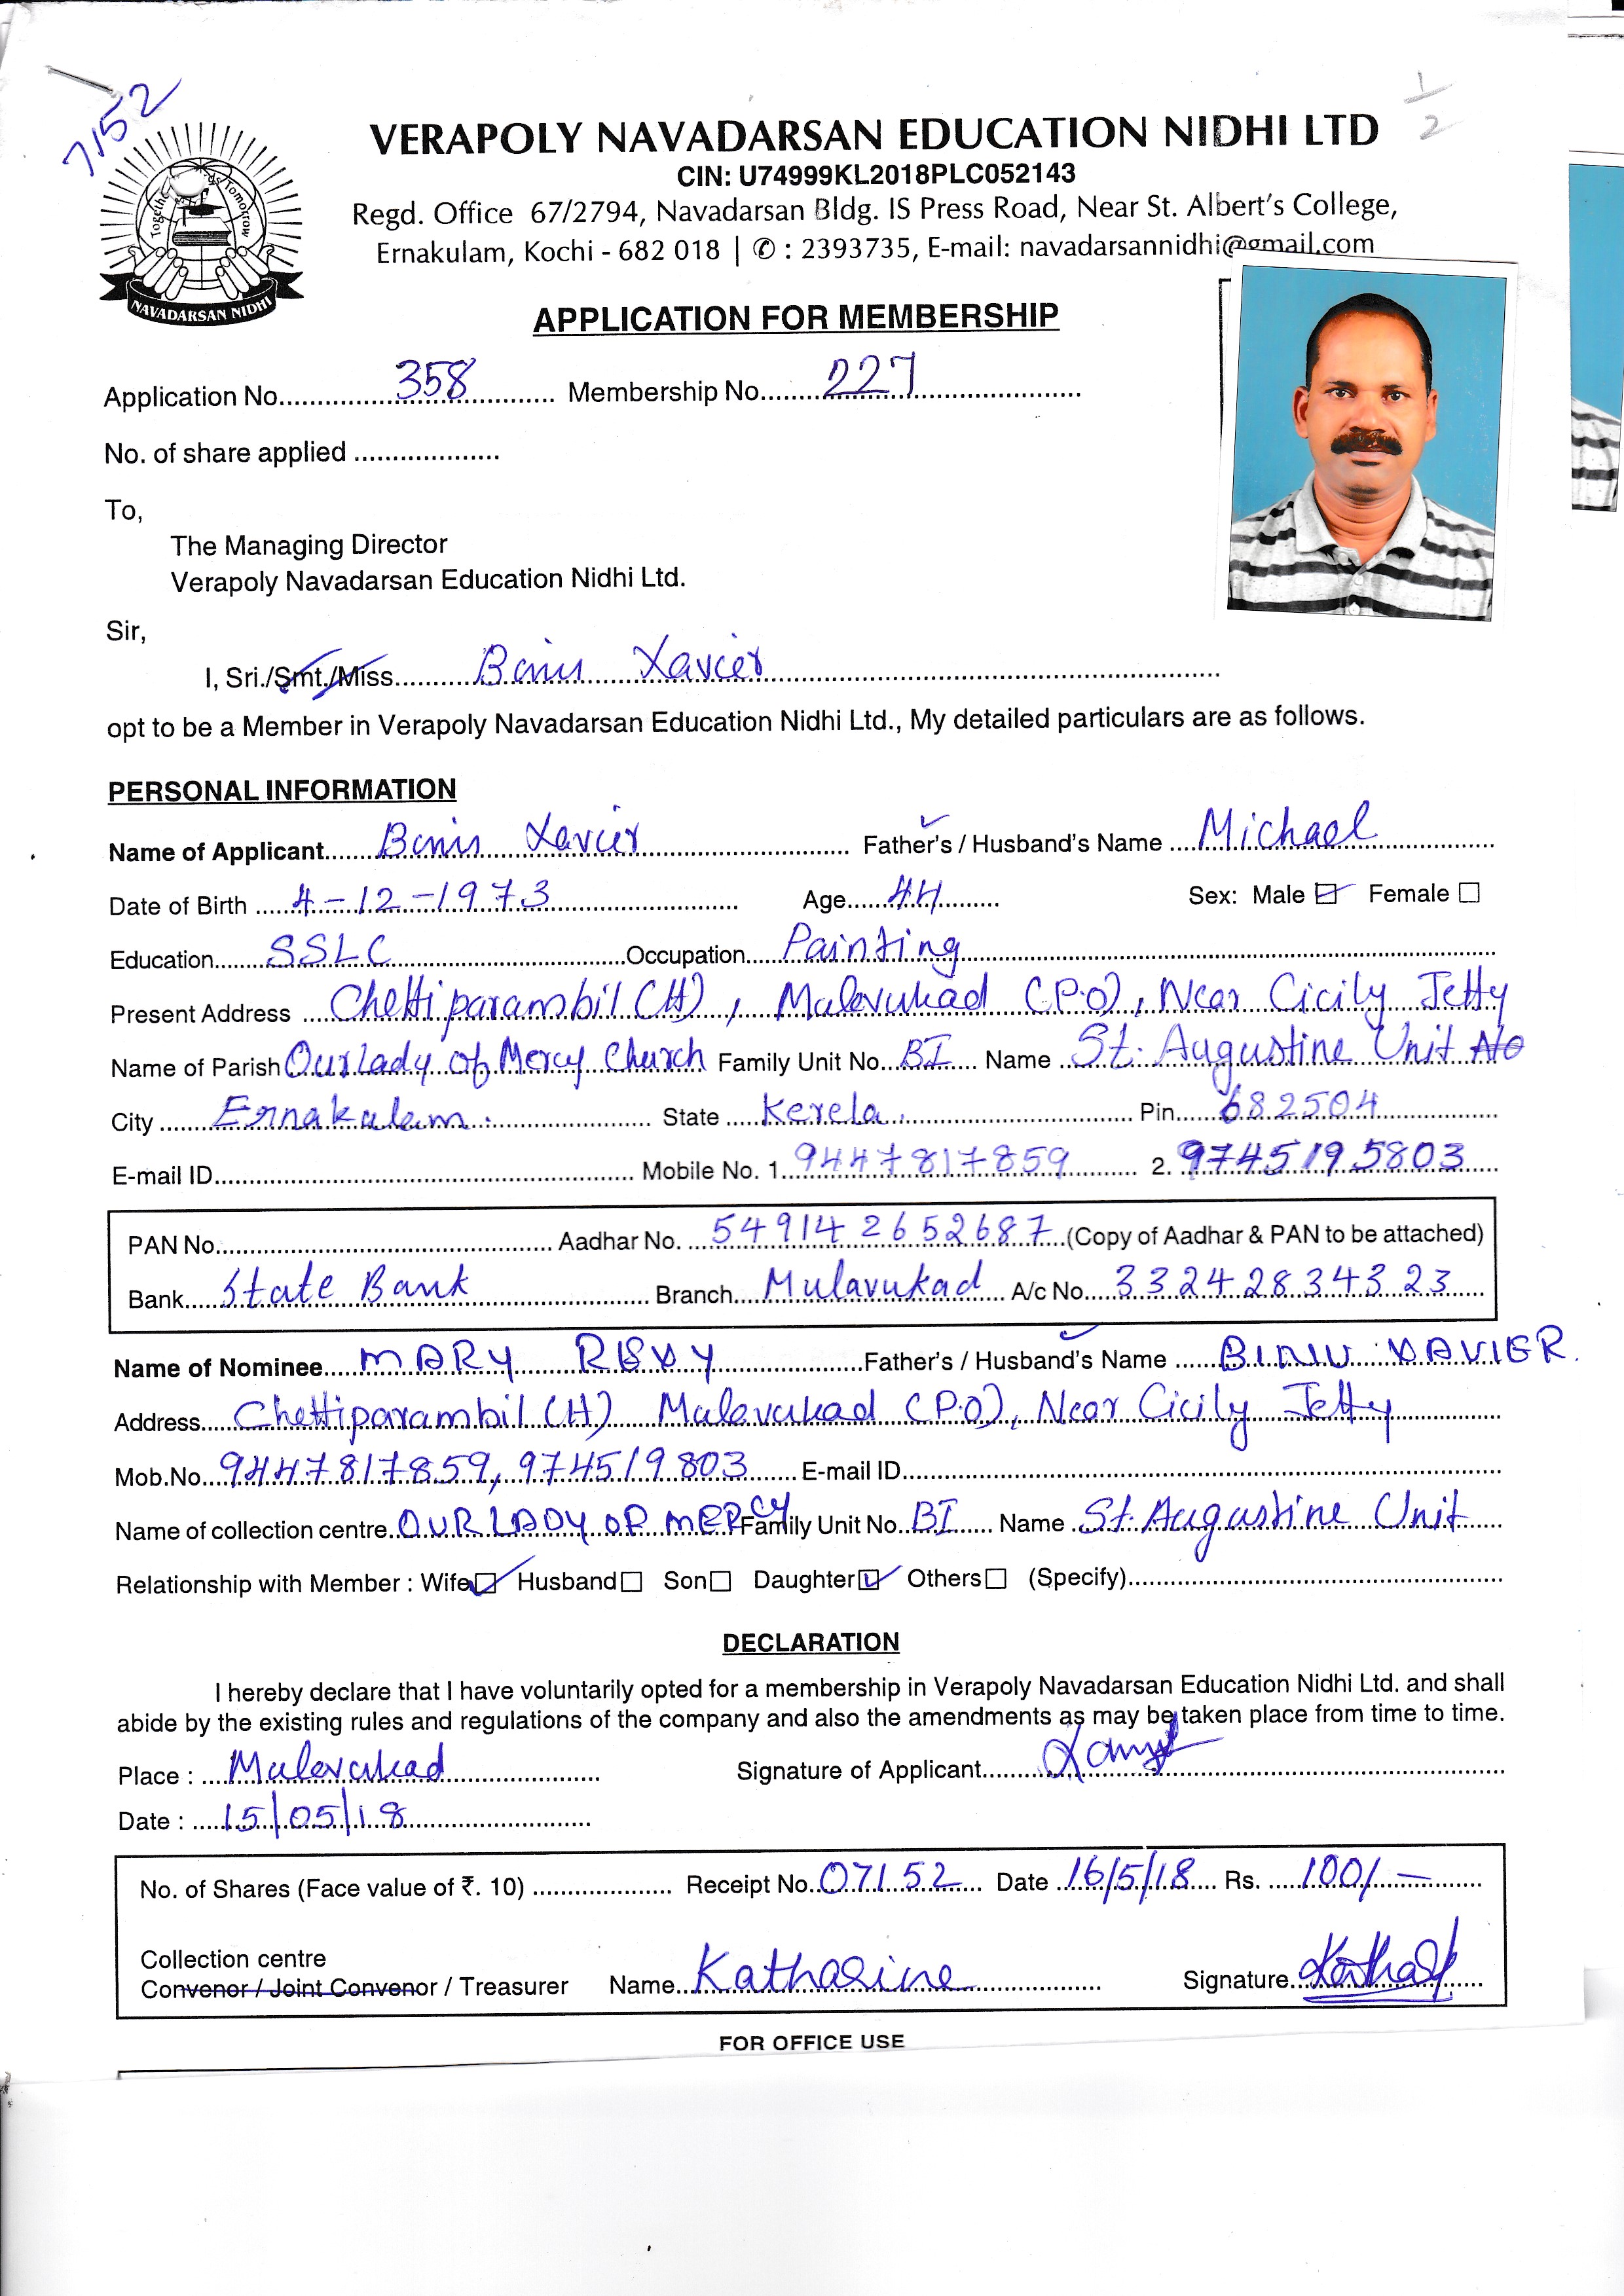 7152
1/2
VERAPOLY NAVADARSAN EDUCATION NIDHI LTD
CIN: U74999KL2018PLC052143
Regd. Office 67/2794, Navadarsan Bldg. IS Press Road, Near St. Albert's College,
Ernakulam, Kochi - 682 018 | ✆ : 2393735, E-mail: navadarsannidhi@gmail.com
Together Tomorrow
NAVADARSAN NIDHI
APPLICATION FOR MEMBERSHIP
Application No. 358 Membership No. 227
No. of share applied
To,
The Managing Director
Verapoly Navadarsan Education Nidhi Ltd.
Sir,
I, Sri./Smt./Miss. Xavier
opt to be a Member in Verapoly Navadarsan Education Nidhi Ltd., My detailed particulars are as follows.
PERSONAL INFORMATION
Name of Applicant Xavier Father's / Husband's Name Michael
Date of Birth 4-12-1973 Age 44 Sex: Male Female
Education SSLC Occupation Painting
Present Address Chettiparambil (H), Mulavukad (P.O), Near Cicily Jetty
Name of Parish Our Lady of Mercy Church Family Unit No. BI Name St. Augustine Unit
City Ernakulam. State Kerela. Pin 682504
E-mail ID Mobile No. 1. 9447817859 2. 9745195803
PAN No. Aadhar No. 549142652687 (Copy of Aadhar & PAN to be attached)
Bank State Bank Branch Mulavukad A/c No. 33242834323
Name of Nominee MARY Father's / Husband's Name XAVIER.
Address Chettiparambil (H) Mulavukad (P.O), Near Cicily Jetty
Mob.No. 9447817859, 974519803 E-mail ID
Name of collection centre OUR LADY OF MERCY Family Unit No. BI Name St. Augustine Unit
Relationship with Member : Wife Husband Son Daughter Others (Specify)
DECLARATION
I hereby declare that I have voluntarily opted for a membership in Verapoly Navadarsan Education Nidhi Ltd. and shall
abide by the existing rules and regulations of the company and also the amendments as may be taken place from time to time.
Place : Mulavukad Signature of Applicant
Date : 15/05/18
No. of Shares (Face value of ₹. 10) Receipt No. 07152 Date 16/5/18 Rs. 100/-
Collection centre
Convenor / Joint Convenor / Treasurer Name Katharine Signature
FOR OFFICE USE